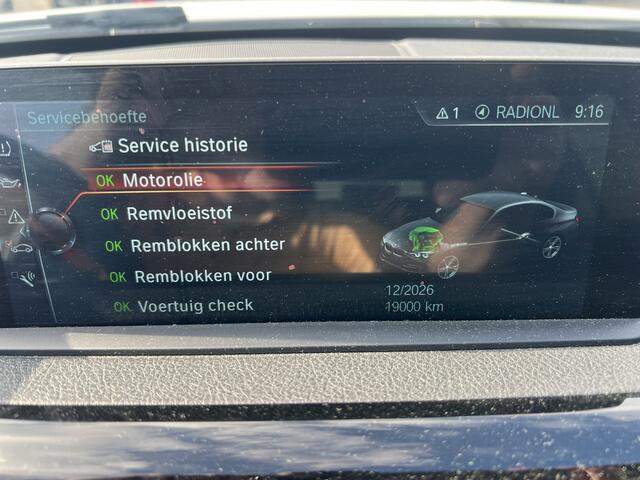 Servicebehoefte
1 RADIONL 9:16
Service historie
OK Motorolie
OK Remvloeistof
OK Remblokken achter
OK Remblokken voor
OK Voertuig check
12/2026
19000 km